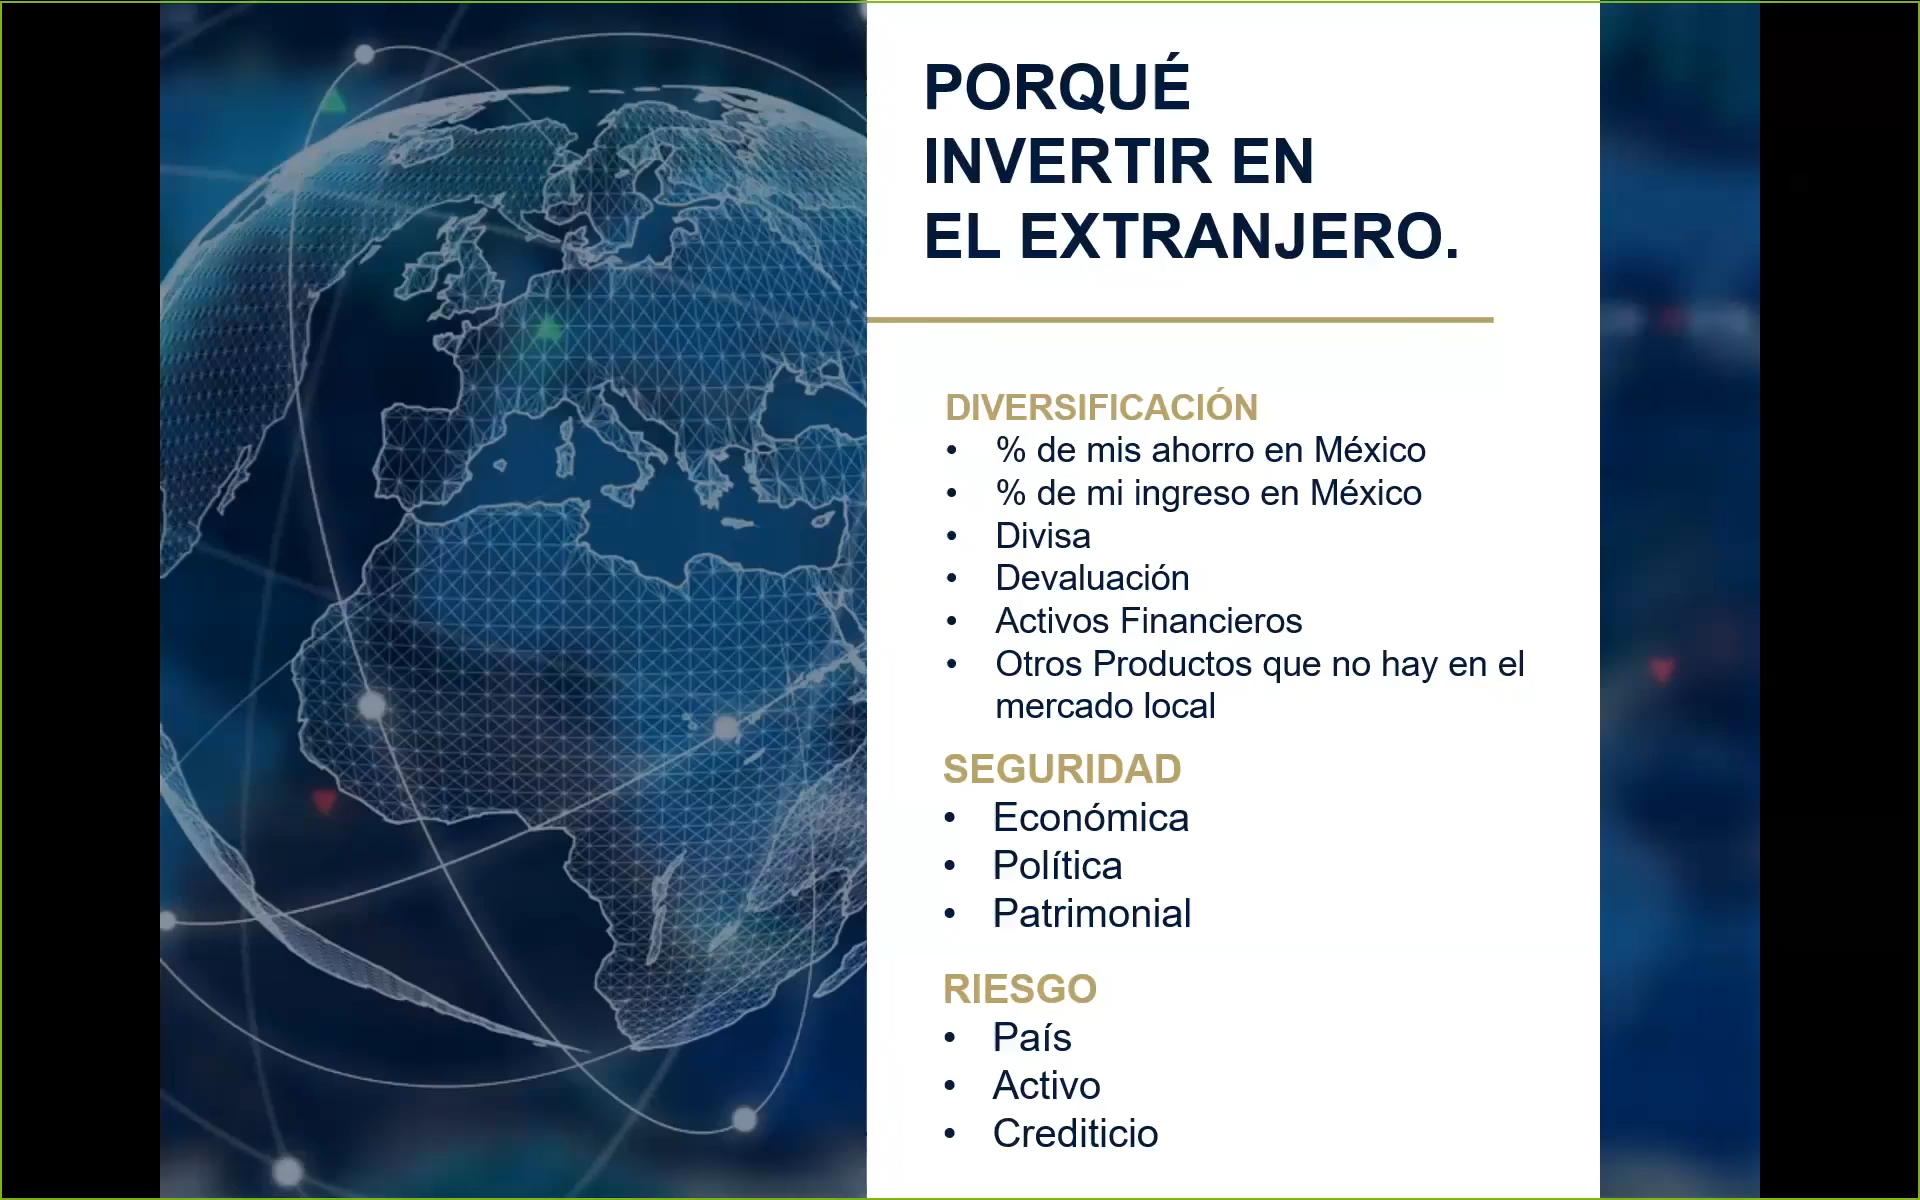 PORQUÉ
INVERTIR EN
EL EXTRANJERO.
DIVERSIFICACIÓN
• % de mis ahorro en México
• % de mi ingreso en México
• Divisa
• Devaluación
• Activos Financieros
• Otros Productos que no hay en el
mercado local
SEGURIDAD
• Económica
• Política
• Patrimonial
RIESGO
• País
• Activo
• Crediticio